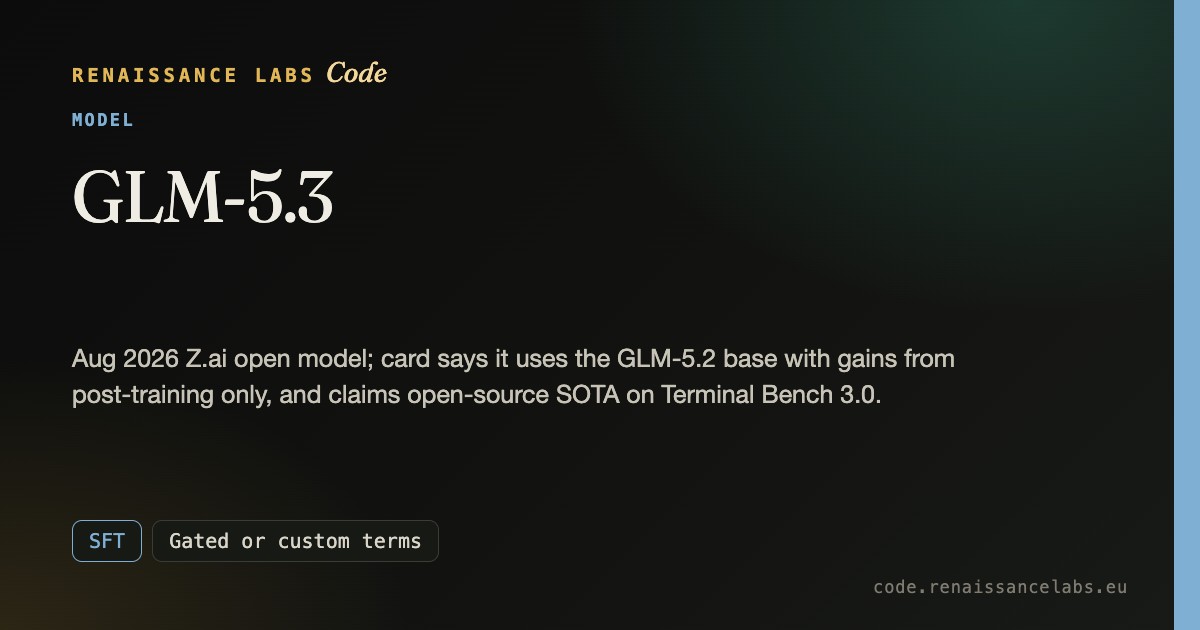 RENAISSANCE LABS Code
MODEL
GLM-5.3
Aug 2026 Z.ai open model; card says it uses the GLM-5.2 base with gains from
post-training only, and claims open-source SOTA on Terminal Bench 3.0.
SFT
Gated or custom terms
code.renaissancelabs.eu